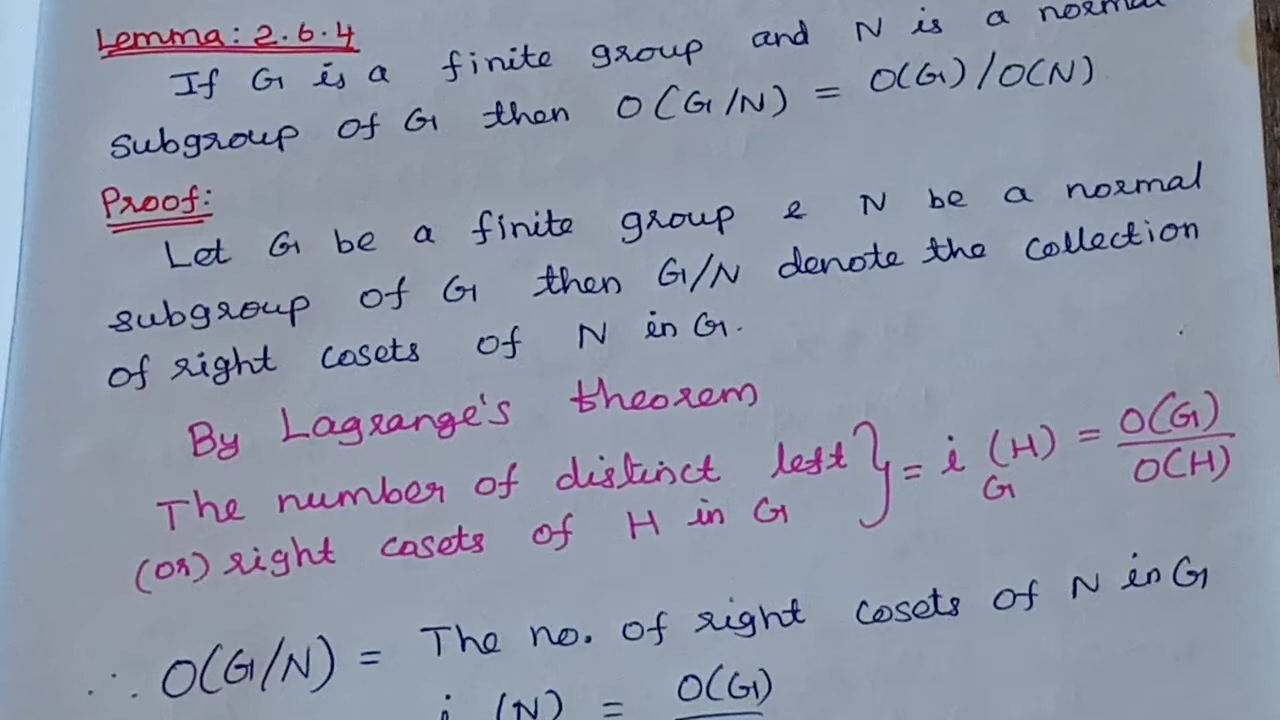 Lemma: 2.6.4
If G is a finite group and N is a normal
subgroup of G then O(G/N) = O(G)/O(N)
Proof:
Let G be a finite group & N be a normal
subgroup of G then G/N denote the collection
of right cosets of N in G.
By Lagrange's theorem
The number of distinct left } = i_G (H) = O(G)/O(H)
(or) right cosets of H in G
∴ O(G/N) = The no. of right cosets of N in G
i (N) = O(G)